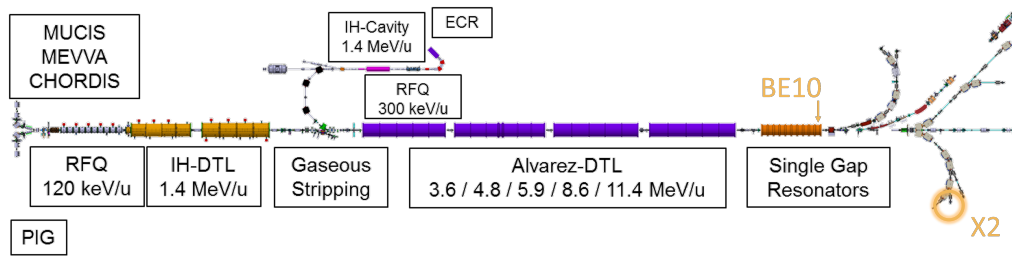 MUCIS
MEVVA
CHORDIS
IH-Cavity
1.4 MeV/u
ECR
RFQ
300 keV/u
BE10
RFQ
120 keV/u
IH-DTL
1.4 MeV/u
Gaseous
Stripping
Alvarez-DTL
3.6 / 4.8 / 5.9 / 8.6 / 11.4 MeV/u
Single Gap
Resonators
X2
PIG